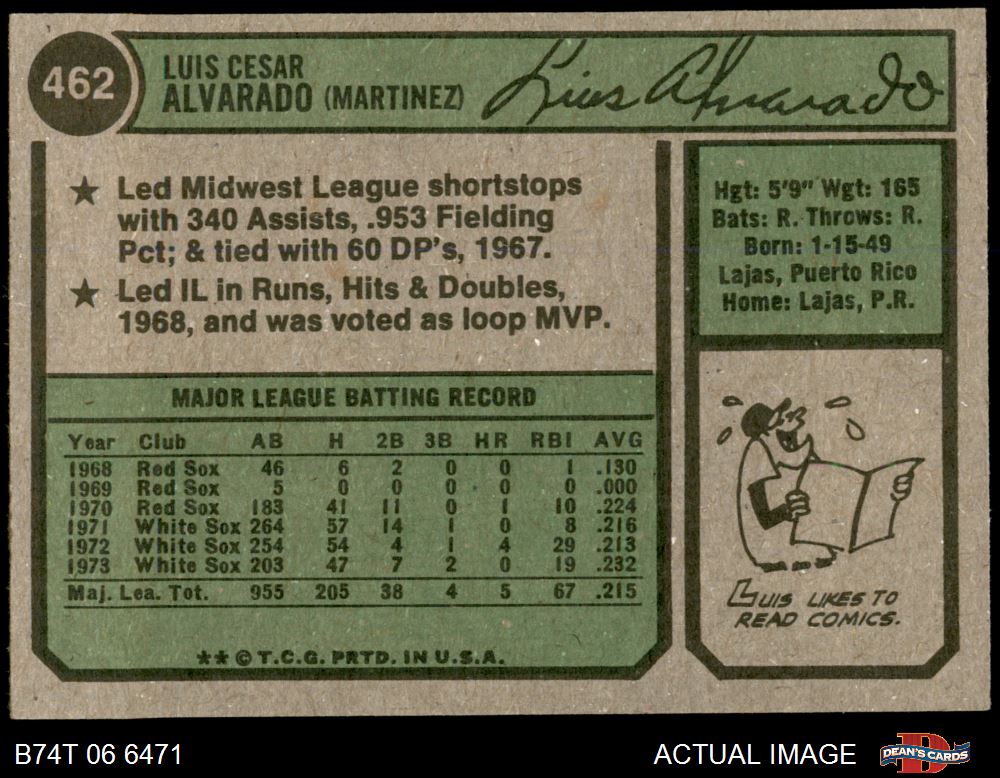 462
LUIS CESAR
ALVARADO (MARTINEZ)
Luis Alvarado
★ Led Midwest League shortstops
with 340 Assists, .953 Fielding
Pct; & tied with 60 DP's, 1967.
★ Led IL in Runs, Hits & Doubles,
1968, and was voted as loop MVP.
Hgt: 5'9" Wgt: 165
Bats: R. Throws: R.
Born: 1-15-49
Lajas, Puerto Rico
Home: Lajas, P.R.
MAJOR LEAGUE BATTING RECORD
Year Club AB H 2B 3B HR RBI AVG
1968 Red Sox 46 6 2 0 0 1 .130
1969 Red Sox 5 0 0 0 0 0 .000
1970 Red Sox 183 41 11 0 1 10 .224
1971 White Sox 264 57 14 1 0 8 .216
1972 White Sox 254 54 4 1 4 29 .213
1973 White Sox 203 47 7 2 0 19 .232
Maj. Lea. Tot. 955 205 38 4 5 67 .215
**©T.C.G. PRTD. IN U.S.A.
LUIS LIKES TO
READ COMICS.
B74T 06 6471
ACTUAL IMAGE
DEAN'S CARDS